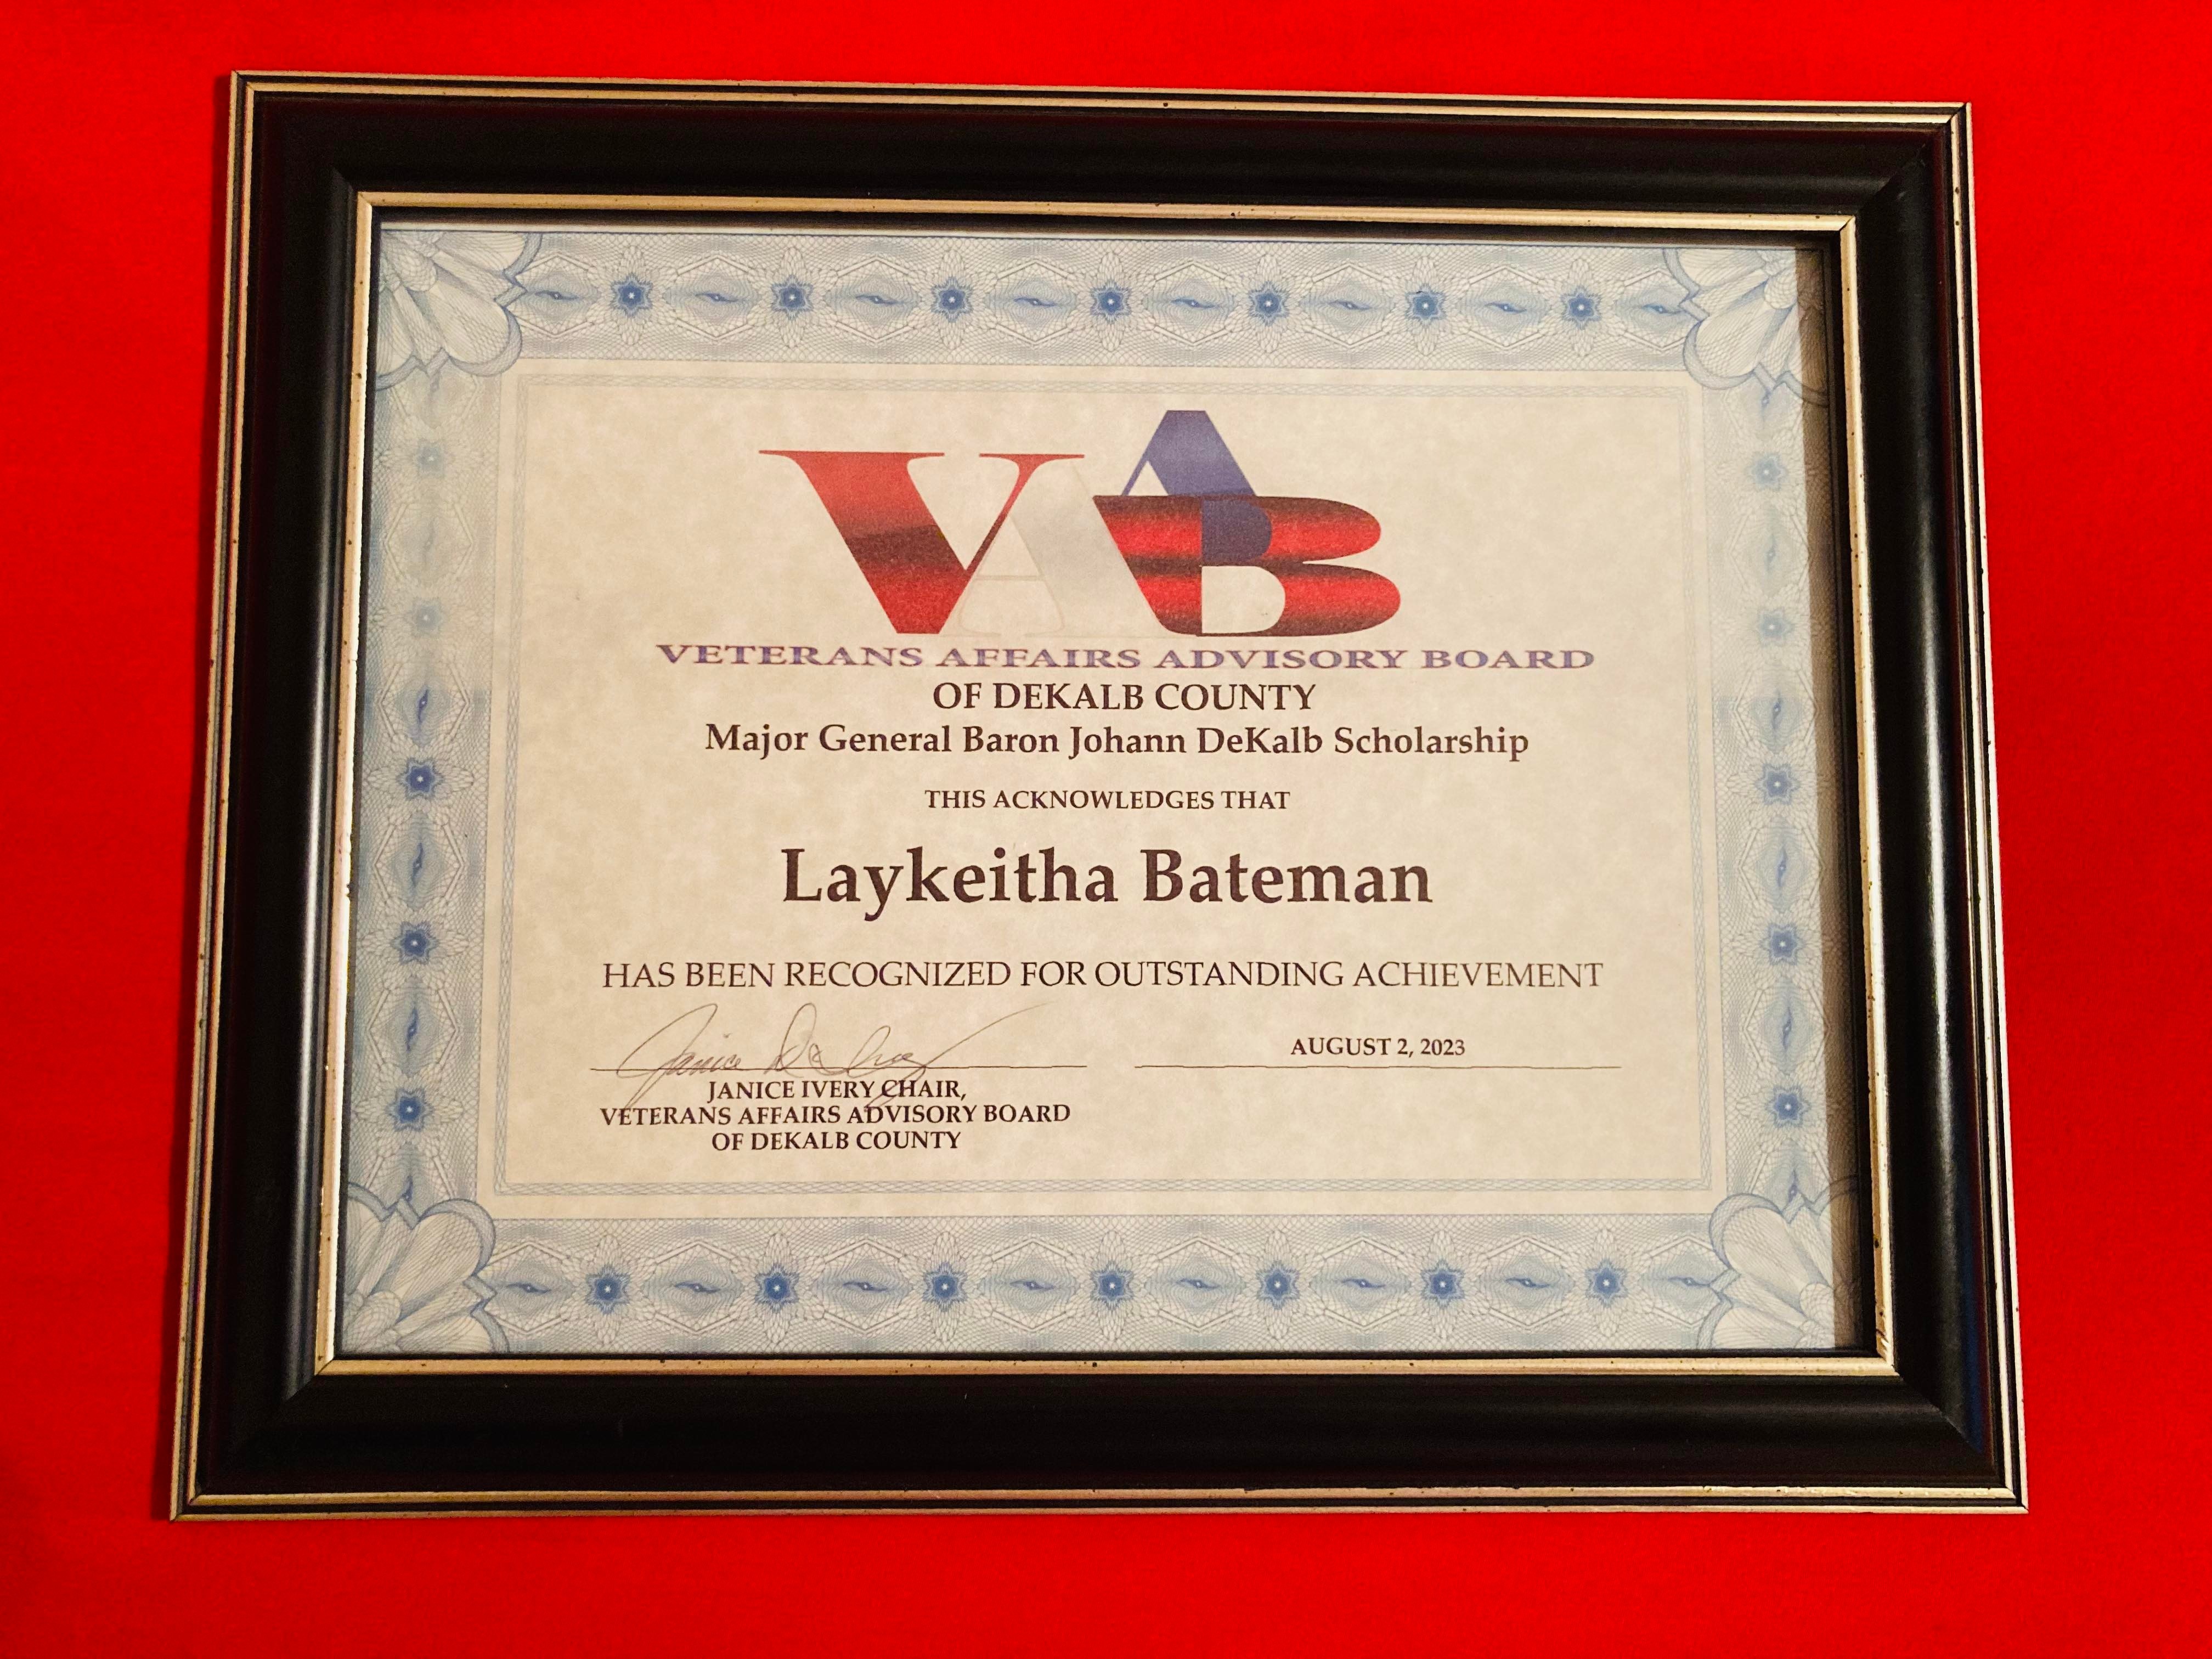 VAAB
VETERANS AFFAIRS ADVISORY BOARD
OF DEKALB COUNTY
Major General Baron Johann DeKalb Scholarship
THIS ACKNOWLEDGES THAT
Laykeitha Bateman
HAS BEEN RECOGNIZED FOR OUTSTANDING ACHIEVEMENT
AUGUST 2, 2023
JANICE IVERY CHAIR,
VETERANS AFFAIRS ADVISORY BOARD
OF DEKALB COUNTY